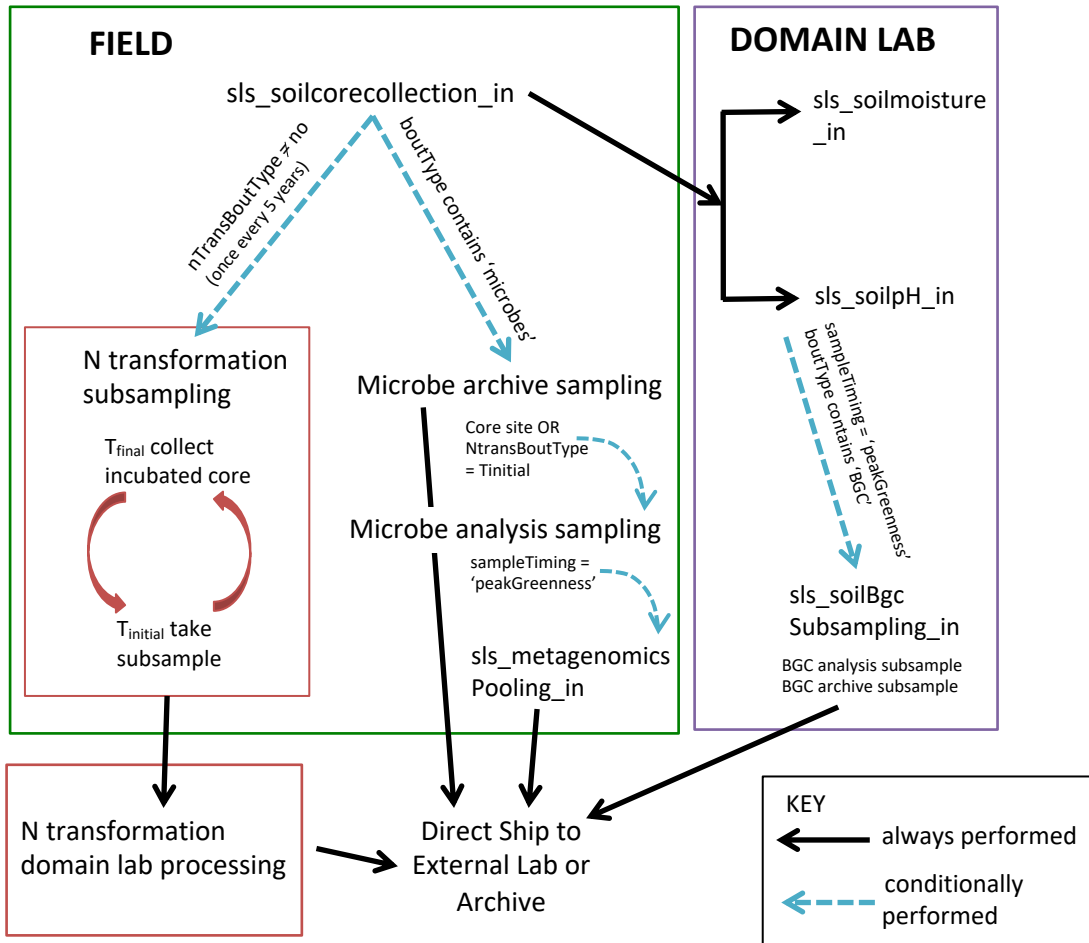 FIELD
sls_soilcorecollection_in
nTransBoutType ≠ no
(once every 5 years)
boutType contains ‘microbes’
N transformation
subsampling
Tfinal collect
incubated core
Tinitial take
subsample
Microbe archive sampling
Core site OR
NtransBoutType
= Tinitial
Microbe analysis sampling
sampleTiming =
‘peakGreenness’
sls_metagenomics
Pooling_in
DOMAIN LAB
sls_soilmoisture
_in
sls_soilpH_in
sampleTiming = ‘peakGreenness’
boutType contains ‘BGC’
sls_soilBgc
Subsampling_in
BGC analysis subsample
BGC archive subsample
N transformation
domain lab processing
Direct Ship to
External Lab or
Archive
KEY
always performed
conditionally
performed